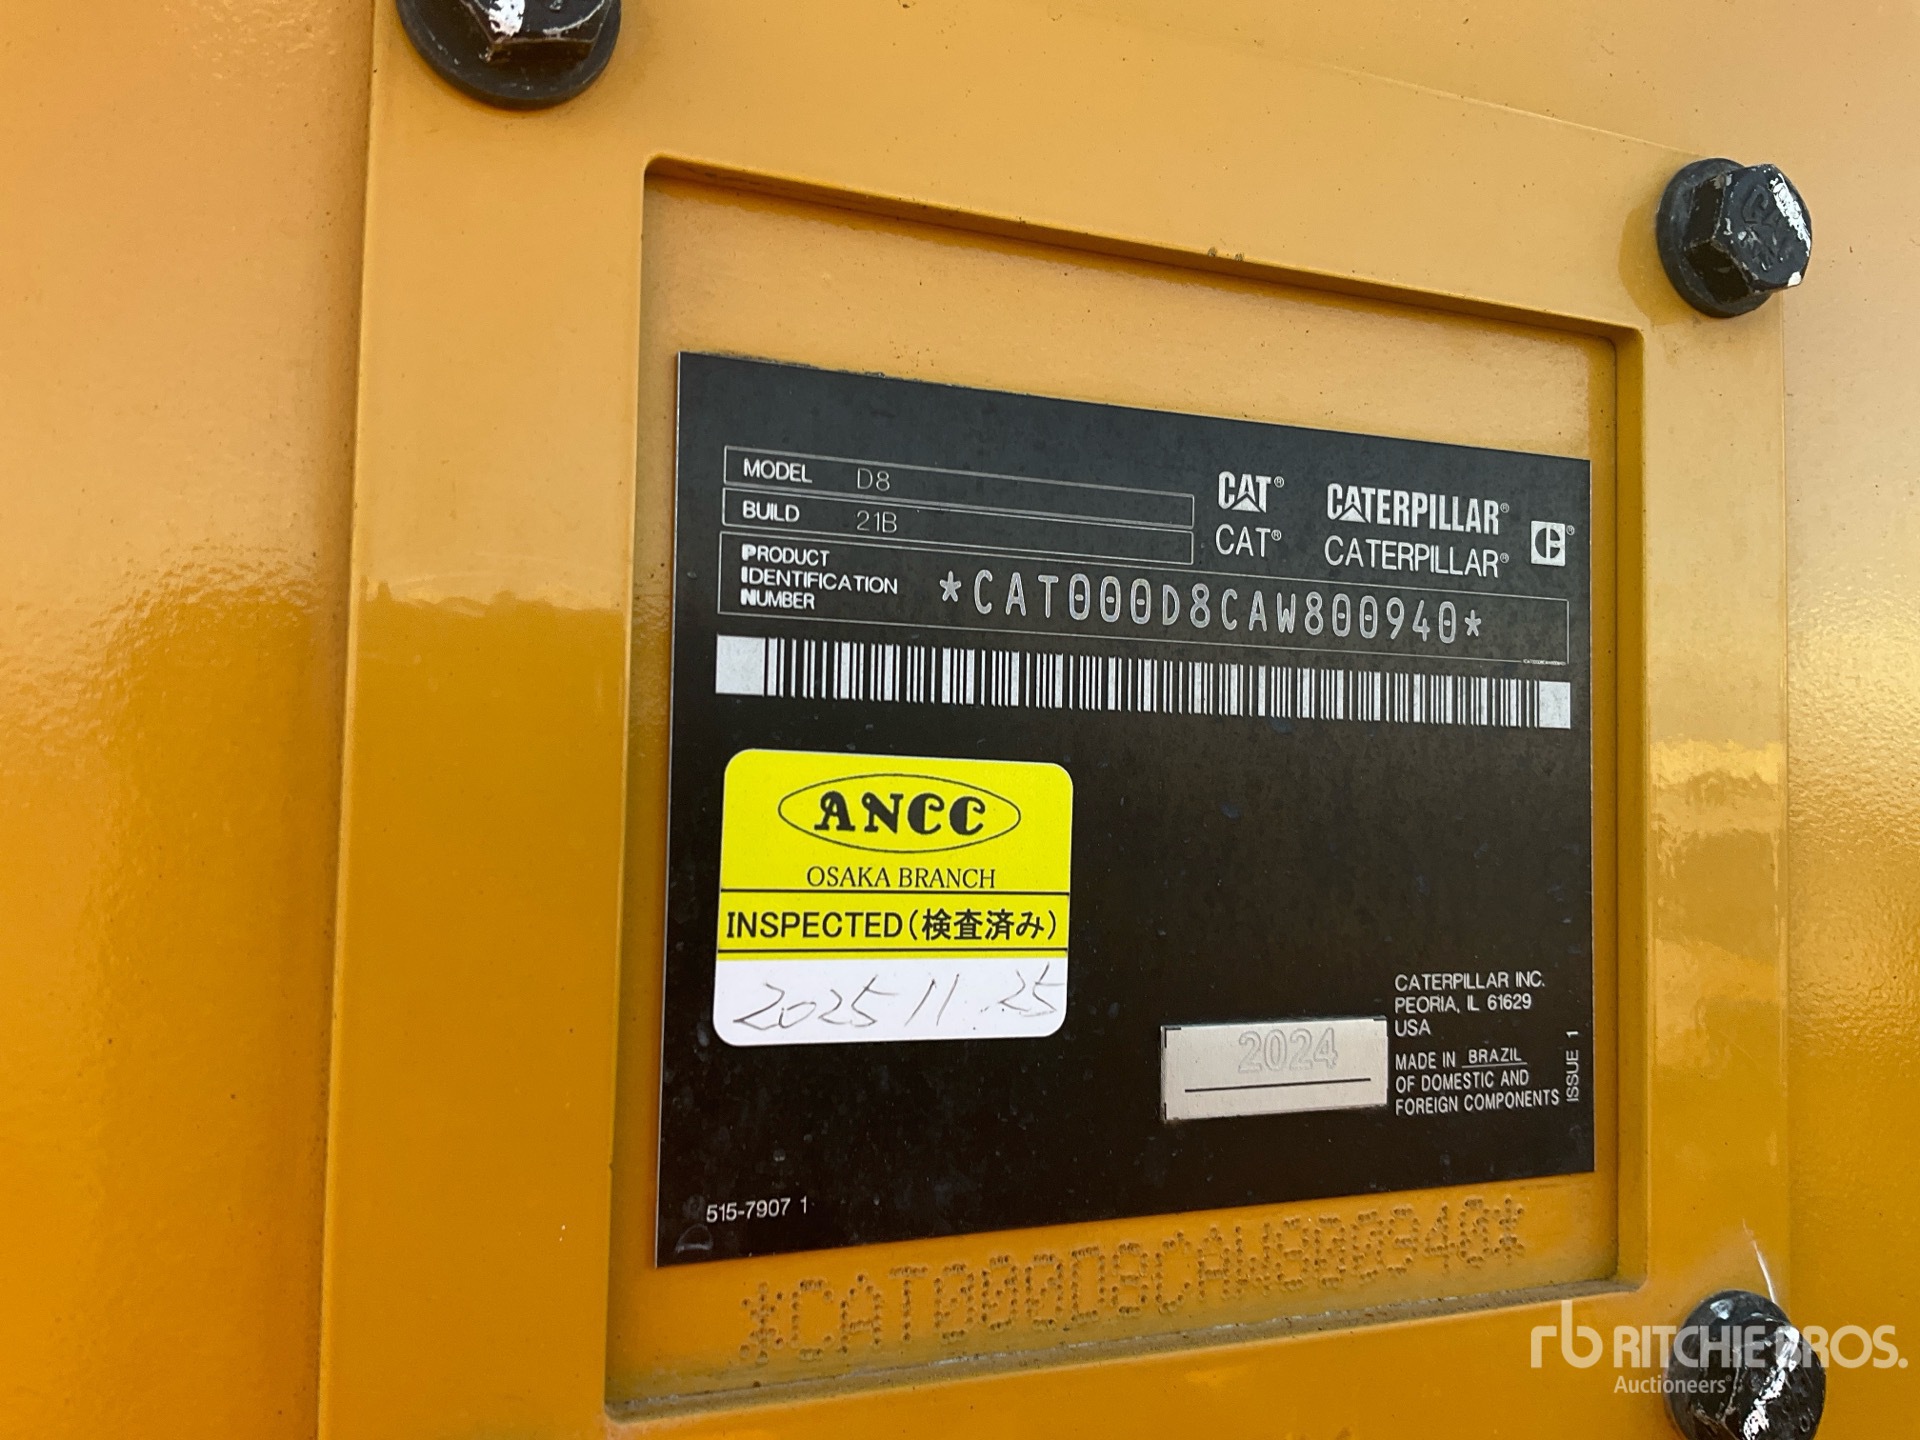 MODEL D8
BUILD 21B
CAT® CATERPILLAR®
CAT® CATERPILLAR®
PRODUCT
IDENTIFICATION
NUMBER
*CAT000D8CAW800940*
ANCC
OSAKA BRANCH
INSPECTED(検査済み)
2025 11.25
2024
CATERPILLAR INC.
PEORIA, IL 61629
USA
MADE IN BRAZIL
OF DOMESTIC AND
FOREIGN COMPONENTS
ISSUE 1
515-7907 1
*CAT000D8CAW800940*
rb RITCHIE BROS.
Auctioneers